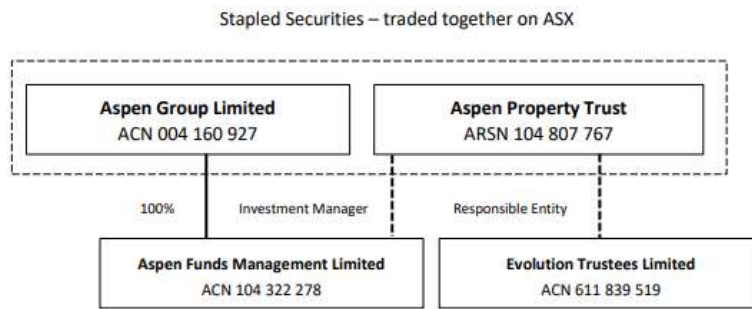 Stapled Securities – traded together on ASX
Aspen Group Limited
ACN 004 160 927
Aspen Property Trust
ARSN 104 807 767
100%
Investment Manager
Responsible Entity
Aspen Funds Management Limited
ACN 104 322 278
Evolution Trustees Limited
ACN 611 839 519